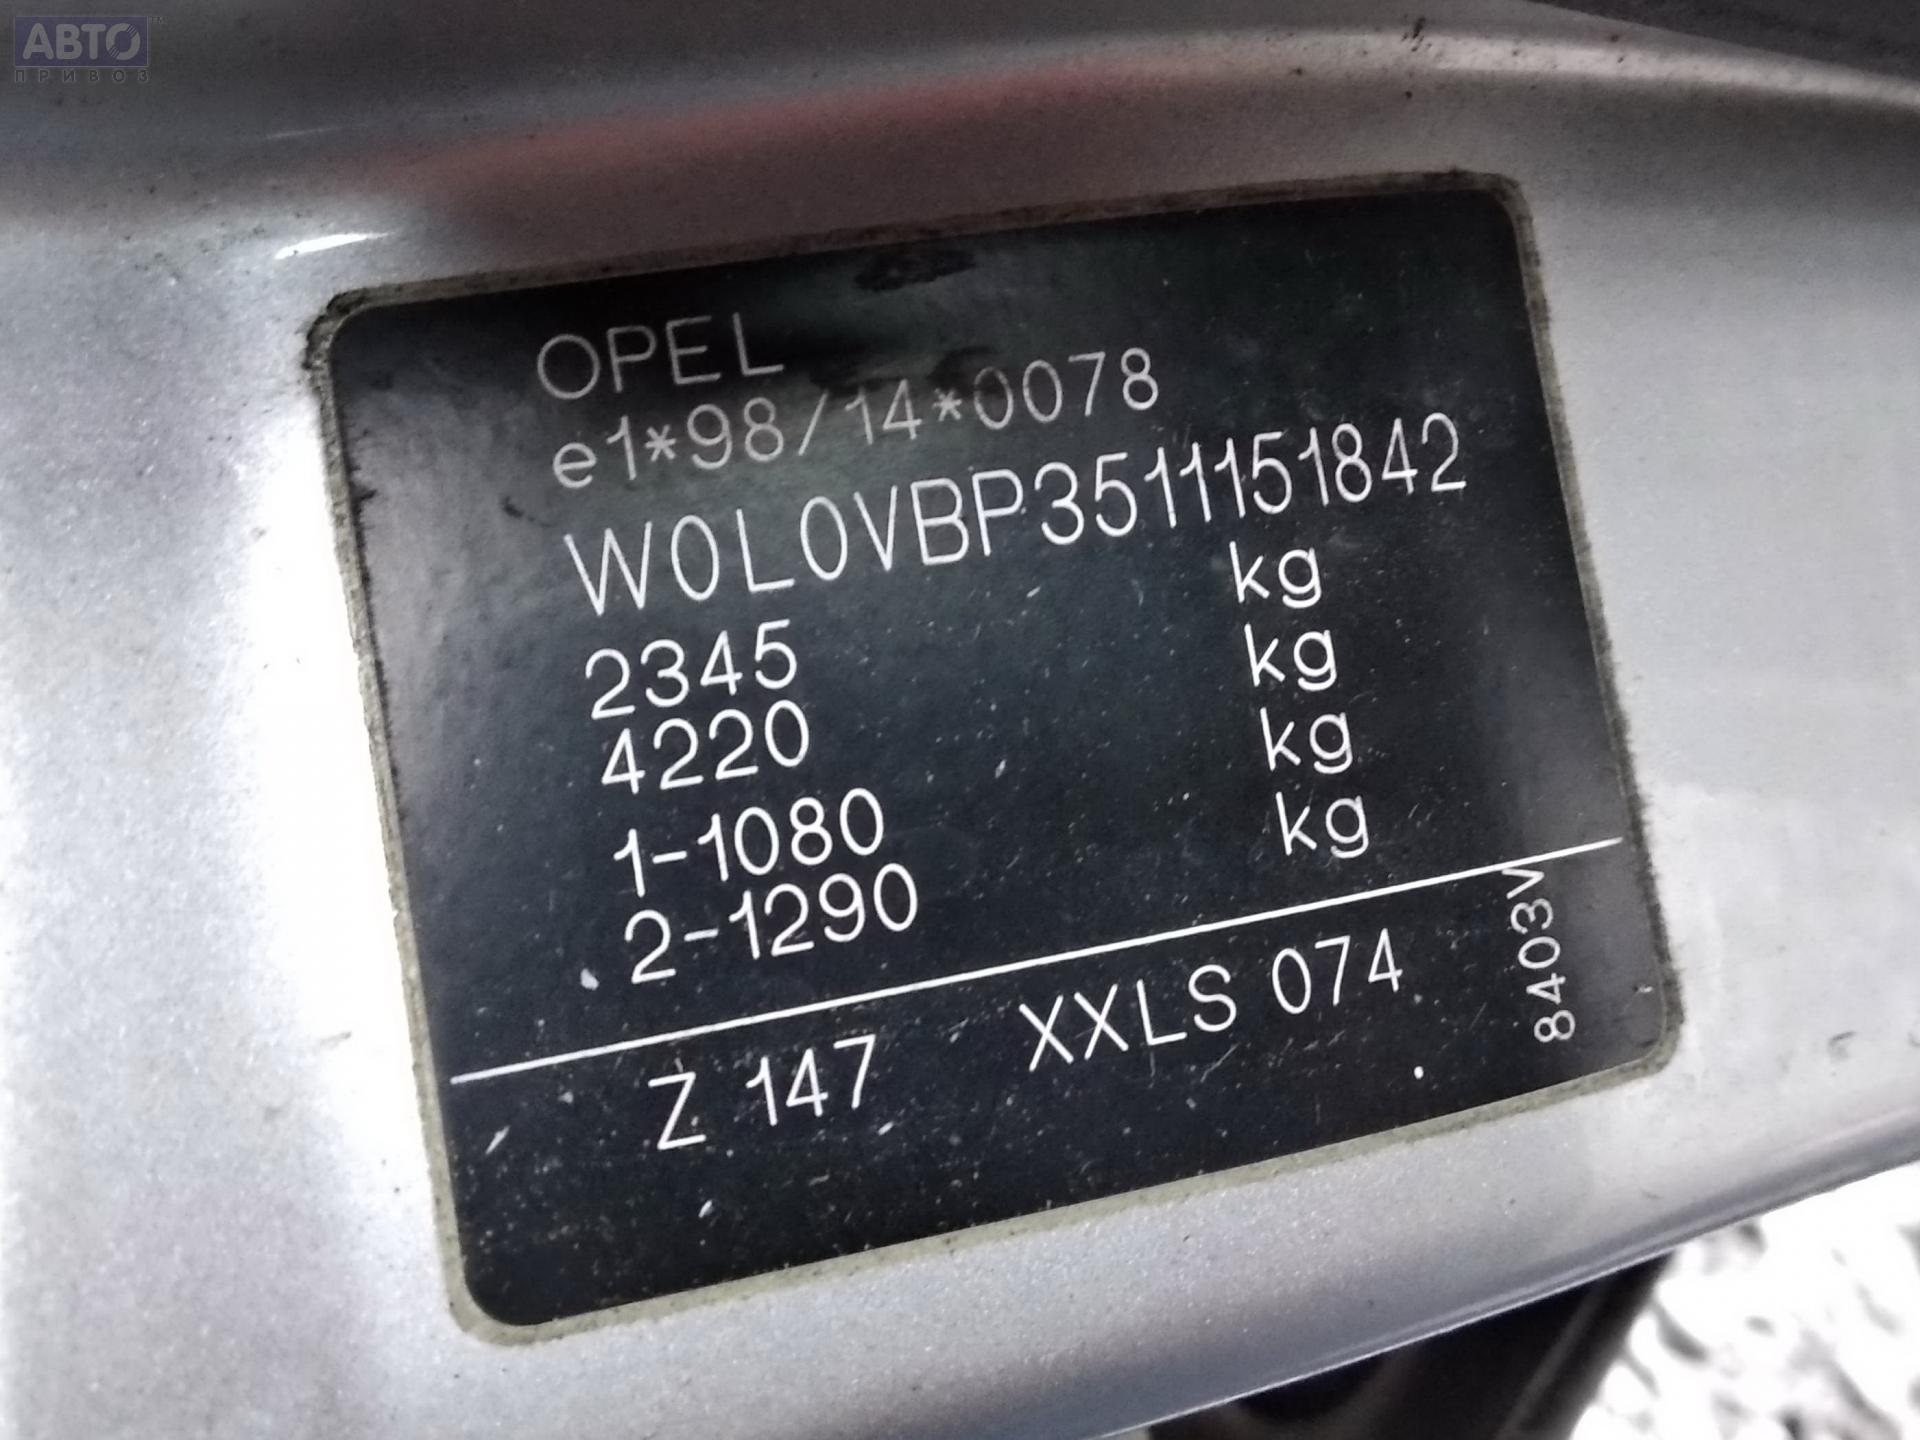 АВТО™
ПРИВОЗ
OPEL
e1*98/14*0078
W0L0VBP3511151842
2345 kg
4220 kg
1-1080 kg
2-1290 kg
Z 147 XXLS 074
8403V